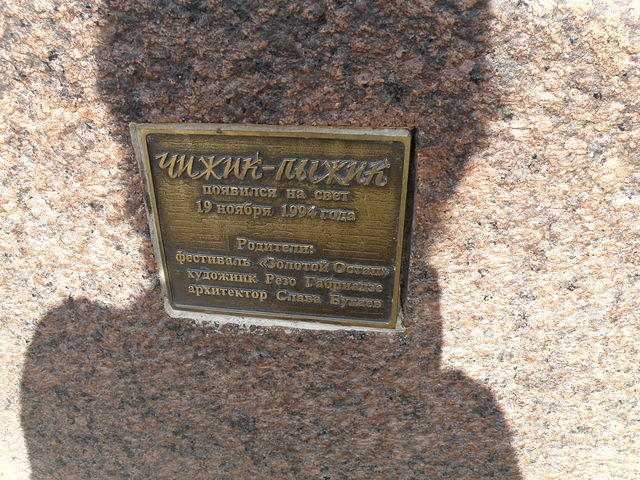 ЧИЖИК-ПЫЖИК
появился на свет
19 ноября 1994 года
Родители:
фестиваль «Золотой Остап»
художник Резо Габриадзе
архитектор Слава Бухаев